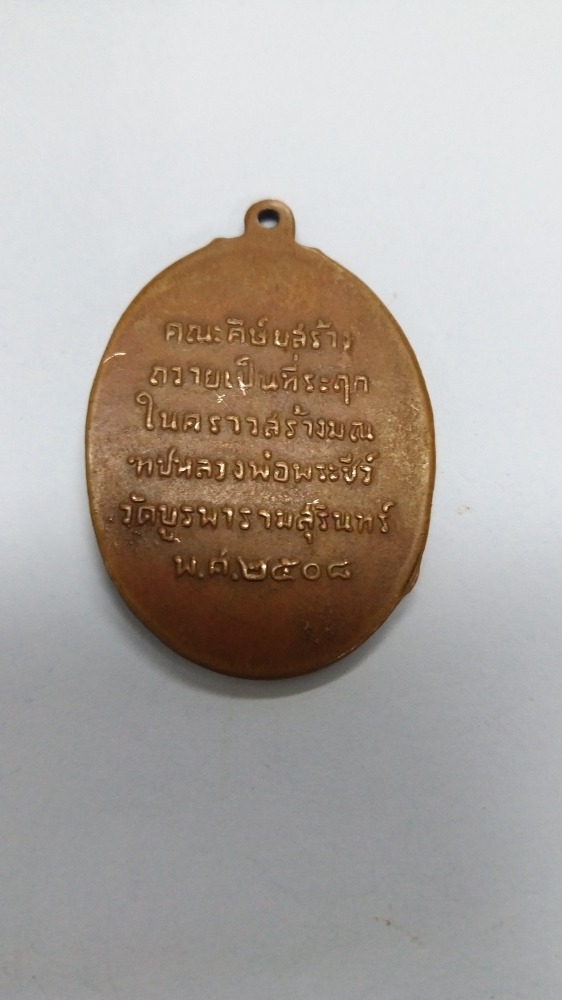 คณะศิษย์สร้าง
ถวายเป็นที่ระฤก
ในคราวสร้างมณ
ฑปหลวงพ่อพระชีว์
วัดบูรพารามสุรินทร์
พ.ศ.๒๕๐๘